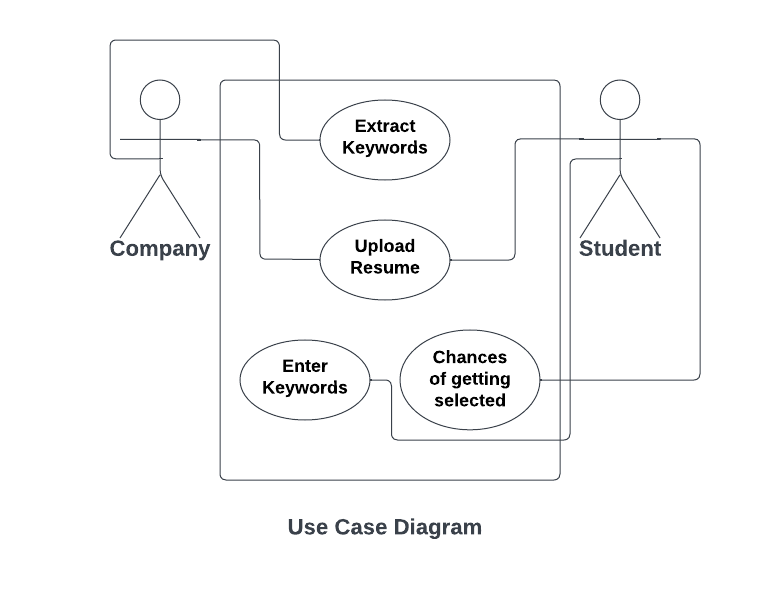 Extract
Keywords
Company
Upload
Resume
Student
Enter
Keywords
Chances
of getting
selected
Use Case Diagram